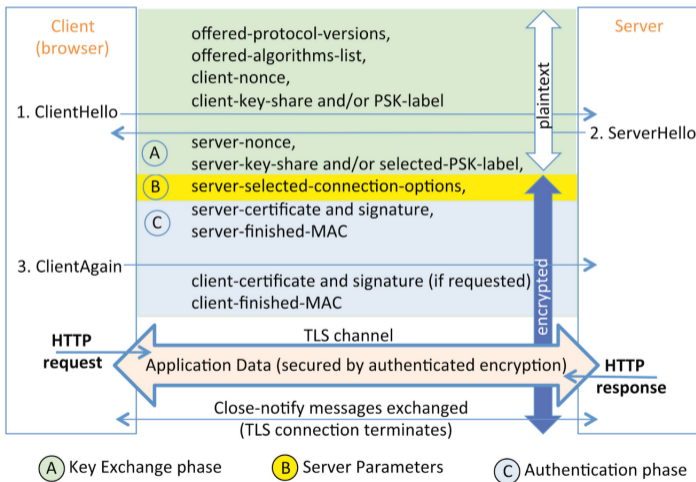 Client
(browser)
Server
offered-protocol-versions,
offered-algorithms-list,
client-nonce,
client-key-share and/or PSK-label
plaintext
1. ClientHello
2. ServerHello
A
server-nonce,
server-key-share and/or selected-PSK-label,
B
server-selected-connection-options,
C
server-certificate and signature,
server-finished-MAC
3. ClientAgain
client-certificate and signature (if requested)
client-finished-MAC
encrypted
TLS channel
HTTP
request
Application Data (secured by authenticated encryption)
HTTP
response
Close-notify messages exchanged
(TLS connection terminates)
A Key Exchange phase
B Server Parameters
C Authentication phase